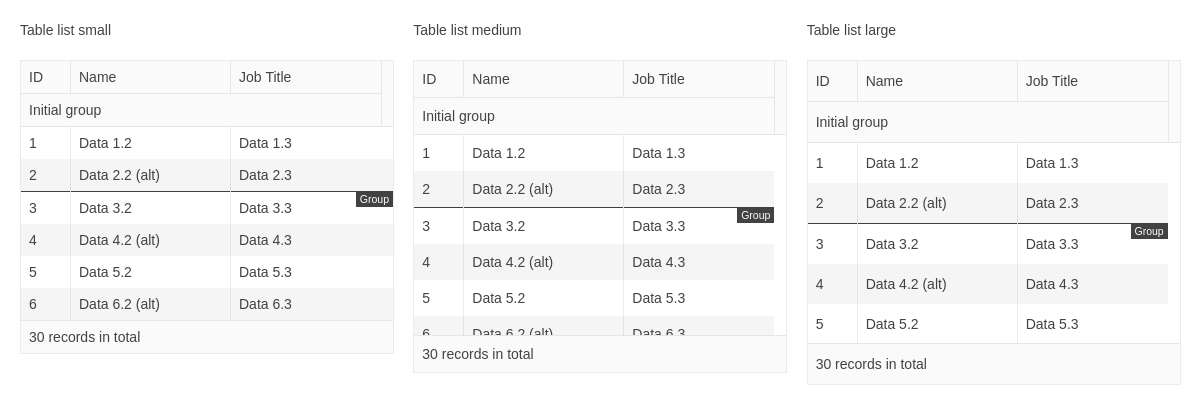 Table list small
ID Name Job Title
Initial group
1 Data 1.2 Data 1.3
2 Data 2.2 (alt) Data 2.3
Group
3 Data 3.2 Data 3.3
4 Data 4.2 (alt) Data 4.3
5 Data 5.2 Data 5.3
6 Data 6.2 (alt) Data 6.3
30 records in total
Table list medium
ID Name Job Title
Initial group
1 Data 1.2 Data 1.3
2 Data 2.2 (alt) Data 2.3
Group
3 Data 3.2 Data 3.3
4 Data 4.2 (alt) Data 4.3
5 Data 5.2 Data 5.3
6 Data 6.2 (alt) Data 6.3
30 records in total
Table list large
ID Name Job Title
Initial group
1 Data 1.2 Data 1.3
2 Data 2.2 (alt) Data 2.3
Group
3 Data 3.2 Data 3.3
4 Data 4.2 (alt) Data 4.3
5 Data 5.2 Data 5.3
30 records in total